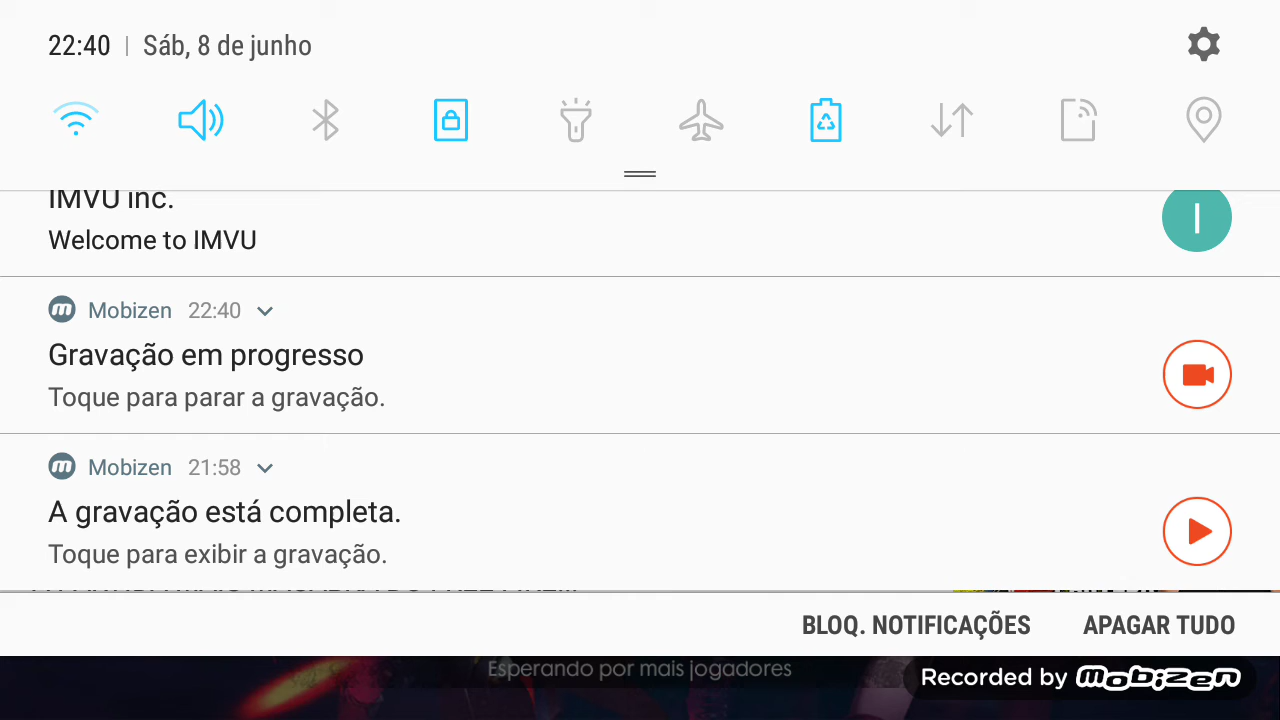 22:40 | Sáb, 8 de junho
IMVU inc.
Welcome to IMVU
I
Mobizen 22:40
Gravação em progresso
Toque para parar a gravação.
Mobizen 21:58
A gravação está completa.
Toque para exibir a gravação.
BLOQ. NOTIFICAÇÕES APAGAR TUDO
Esperando por mais jogadores
Recorded by mobizen